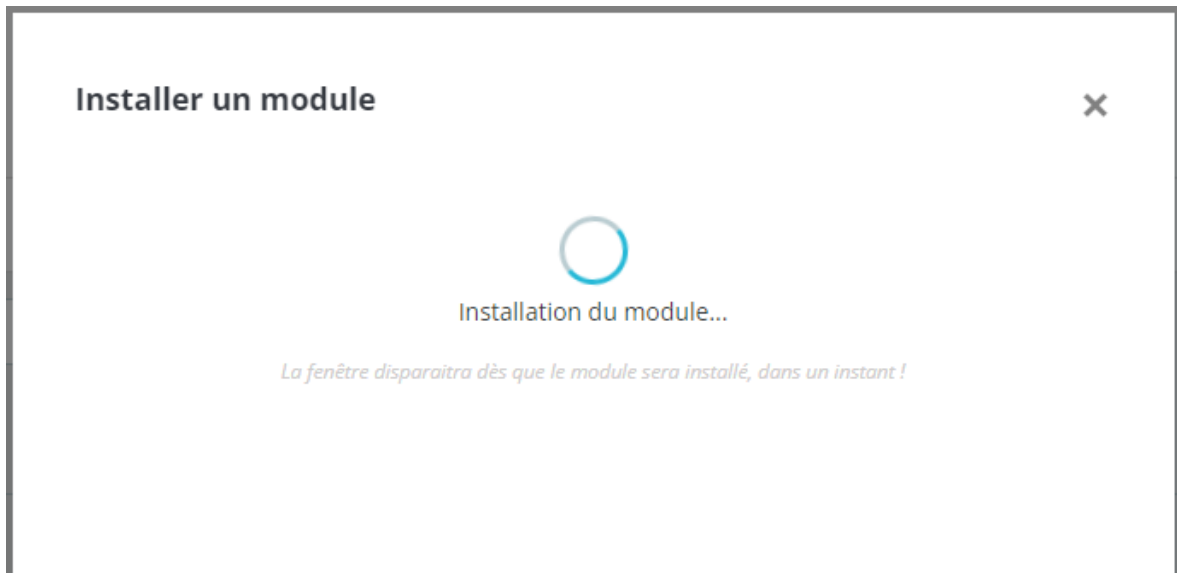 Installer un module
Installation du module...
La fenêtre disparaitra dès que le module sera installé, dans un instant !